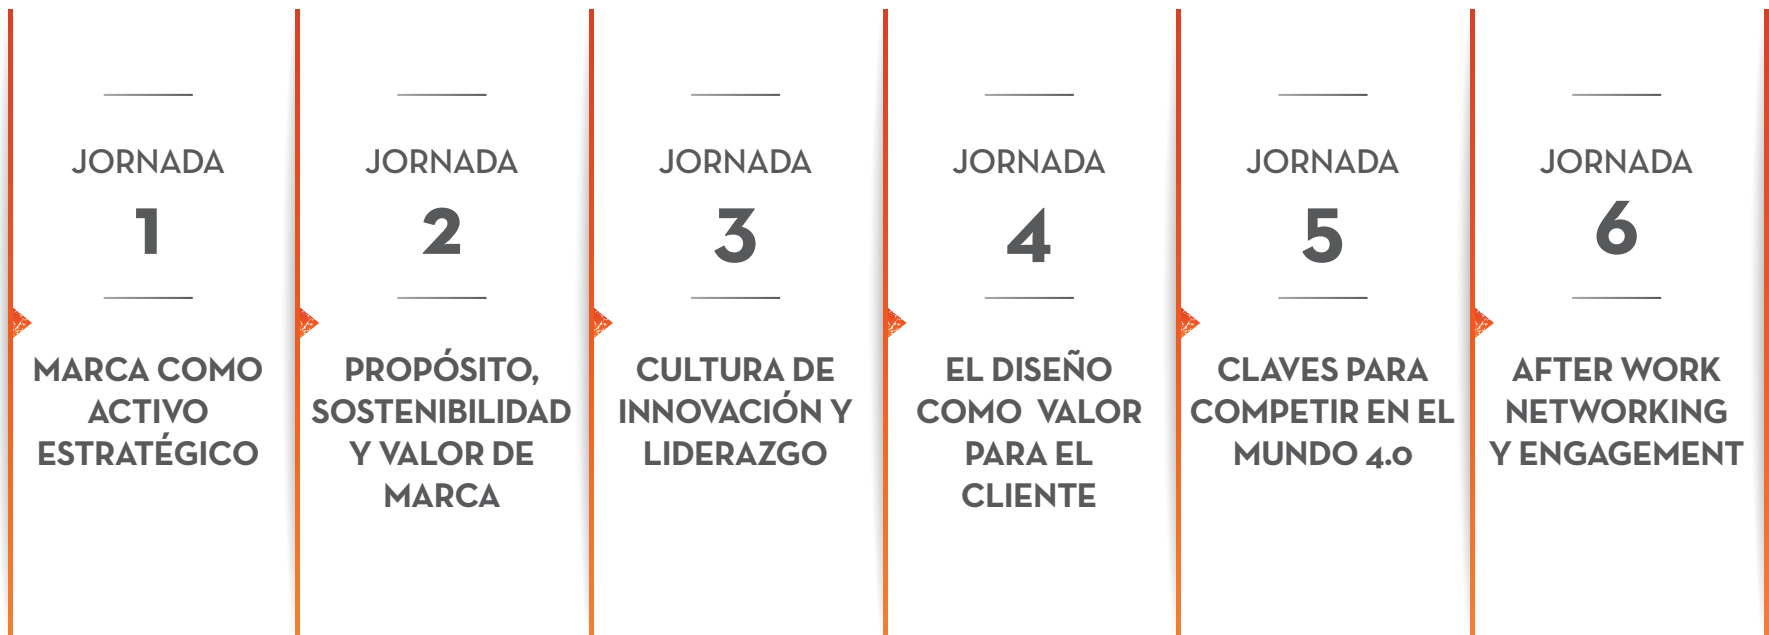 JORNADA
1
MARCA COMO
ACTIVO
ESTRATÉGICO
JORNADA
2
PROPÓSITO,
SOSTENIBILIDAD
Y VALOR DE
MARCA
JORNADA
3
CULTURA DE
INNOVACIÓN Y
LIDERAZGO
JORNADA
4
EL DISEÑO
COMO VALOR
PARA EL
CLIENTE
JORNADA
5
CLAVES PARA
COMPETIR EN EL
MUNDO 4.0
JORNADA
6
AFTER WORK
NETWORKING
Y ENGAGEMENT